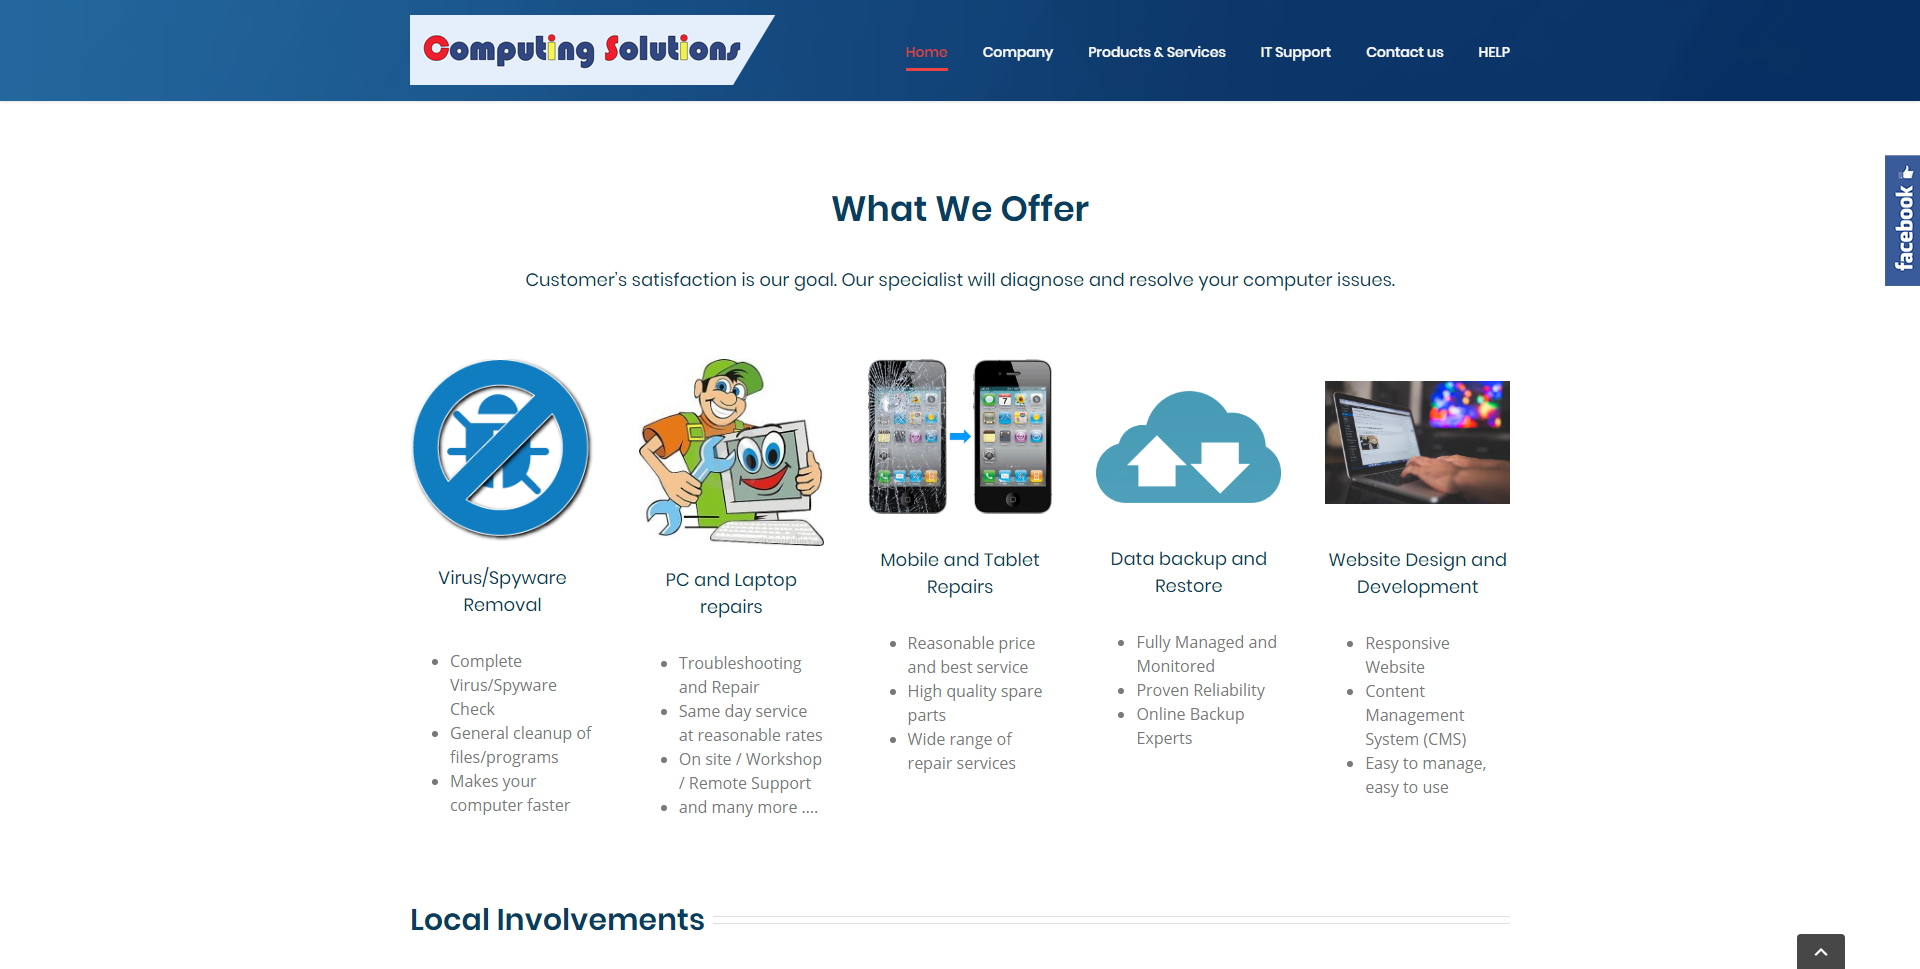 Computing Solutions
Home
Company
Products & Services
IT Support
Contact us
HELP
facebook
What We Offer
Customer's satisfaction is our goal. Our specialist will diagnose and resolve your computer issues.
Virus/Spyware
Removal
Complete
Virus/Spyware
Check
General cleanup of
files/programs
Makes your
computer faster
PC and Laptop
repairs
Troubleshooting
and Repair
Same day service
at reasonable rates
On site / Workshop
/ Remote Support
and many more ....
Mobile and Tablet
Repairs
Reasonable price
and best service
High quality spare
parts
Wide range of
repair services
Data backup and
Restore
Fully Managed and
Monitored
Proven Reliability
Online Backup
Experts
Website Design and
Development
Responsive
Website
Content
Management
System (CMS)
Easy to manage,
easy to use
Local Involvements